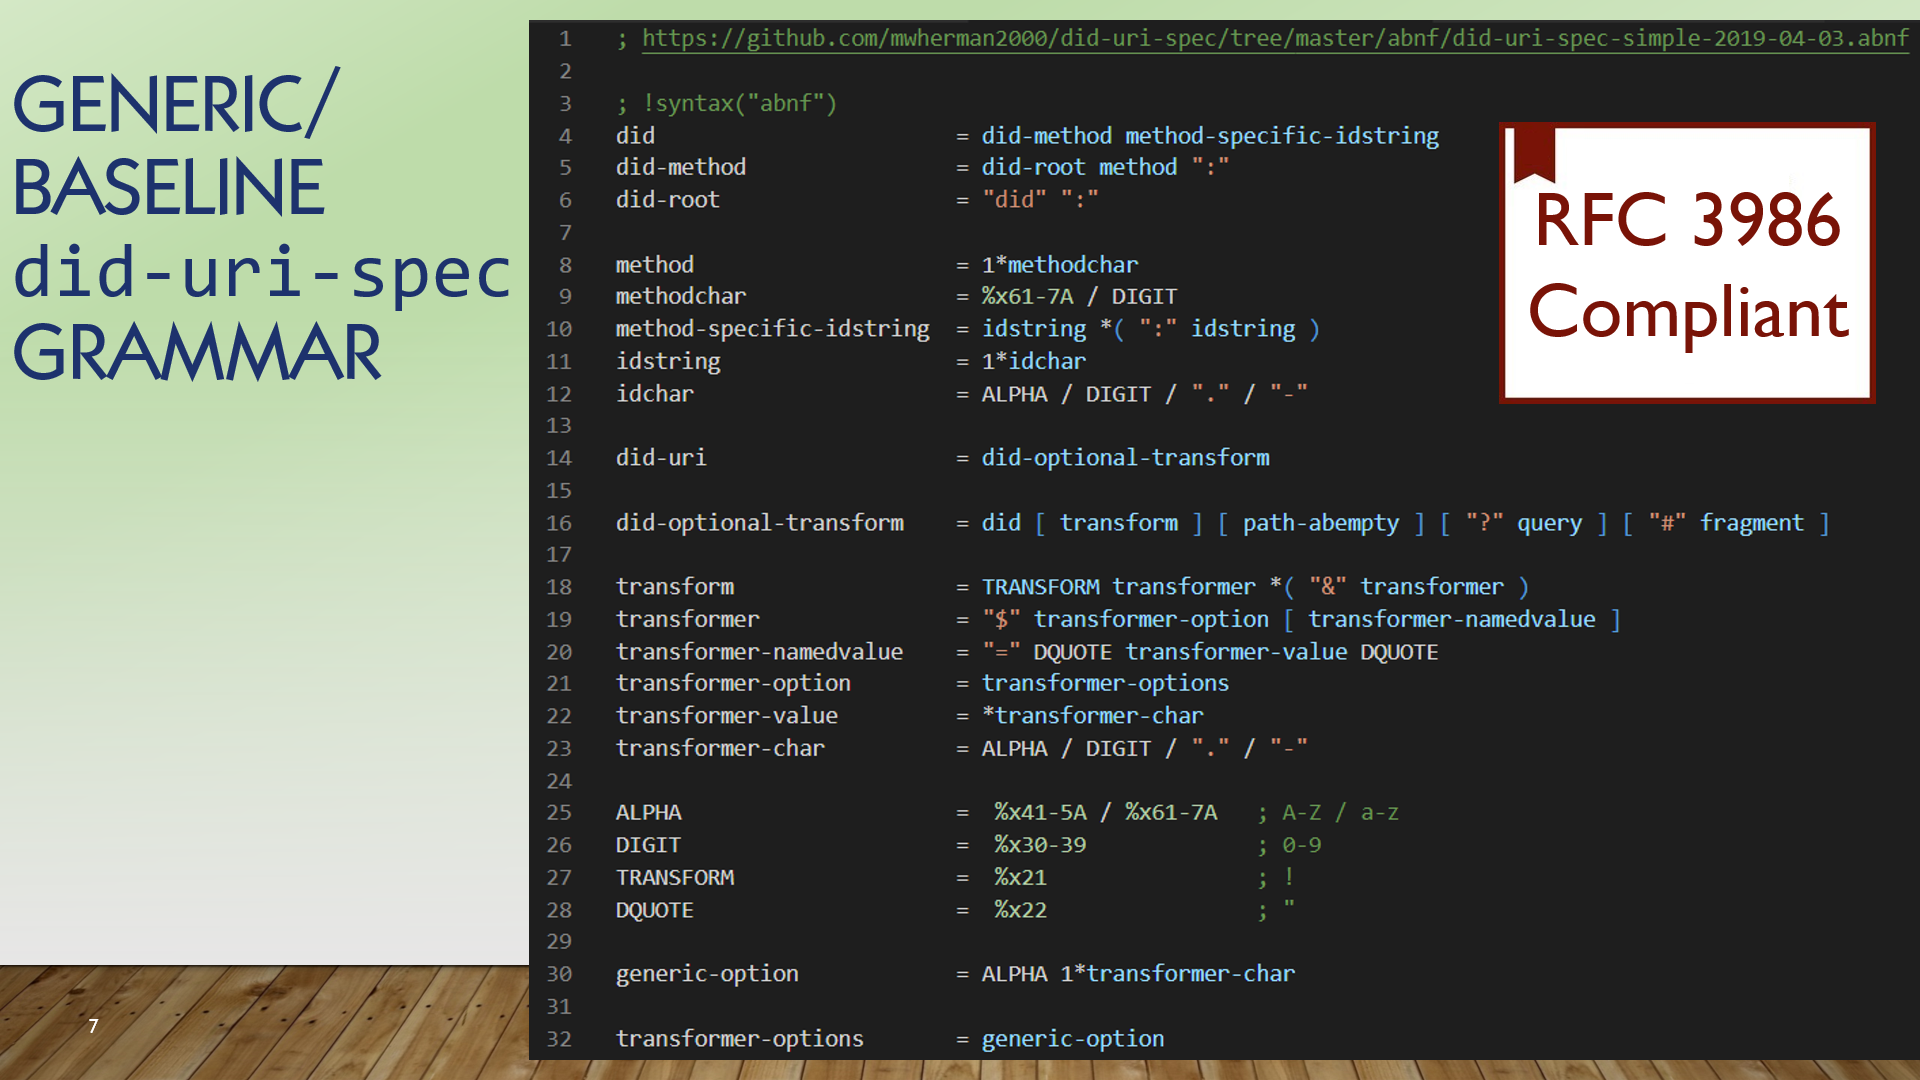 GENERIC/
BASELINE
did-uri-spec
GRAMMAR
1 ; https://github.com/mwherman2000/did-uri-spec/tree/master/abnf/did-uri-spec-simple-2019-04-03.abnf
2
3 ; !syntax("abnf")
4 did = did-method method-specific-idstring
5 did-method = did-root method ":"
6 did-root = "did" ":"
7
8 method = 1*methodchar
9 methodchar = %x61-7A / DIGIT
10 method-specific-idstring = idstring *( ":" idstring )
11 idstring = 1*idchar
12 idchar = ALPHA / DIGIT / "." / "-"
13
14 did-uri = did-optional-transform
15
16 did-optional-transform = did [ transform ] [ path-abempty ] [ "?" query ] [ "#" fragment ]
17
18 transform = TRANSFORM transformer *( "&" transformer )
19 transformer = "$" transformer-option [ transformer-namedvalue ]
20 transformer-namedvalue = "=" DQUOTE transformer-value DQUOTE
21 transformer-option = transformer-options
22 transformer-value = *transformer-char
23 transformer-char = ALPHA / DIGIT / "." / "-"
24
25 ALPHA = %x41-5A / %x61-7A ; A-Z / a-z
26 DIGIT = %x30-39 ; 0-9
27 TRANSFORM = %x21 ; !
28 DQUOTE = %x22 ; "
29
30 generic-option = ALPHA 1*transformer-char
31
32 transformer-options = generic-option
RFC 3986
Compliant
7